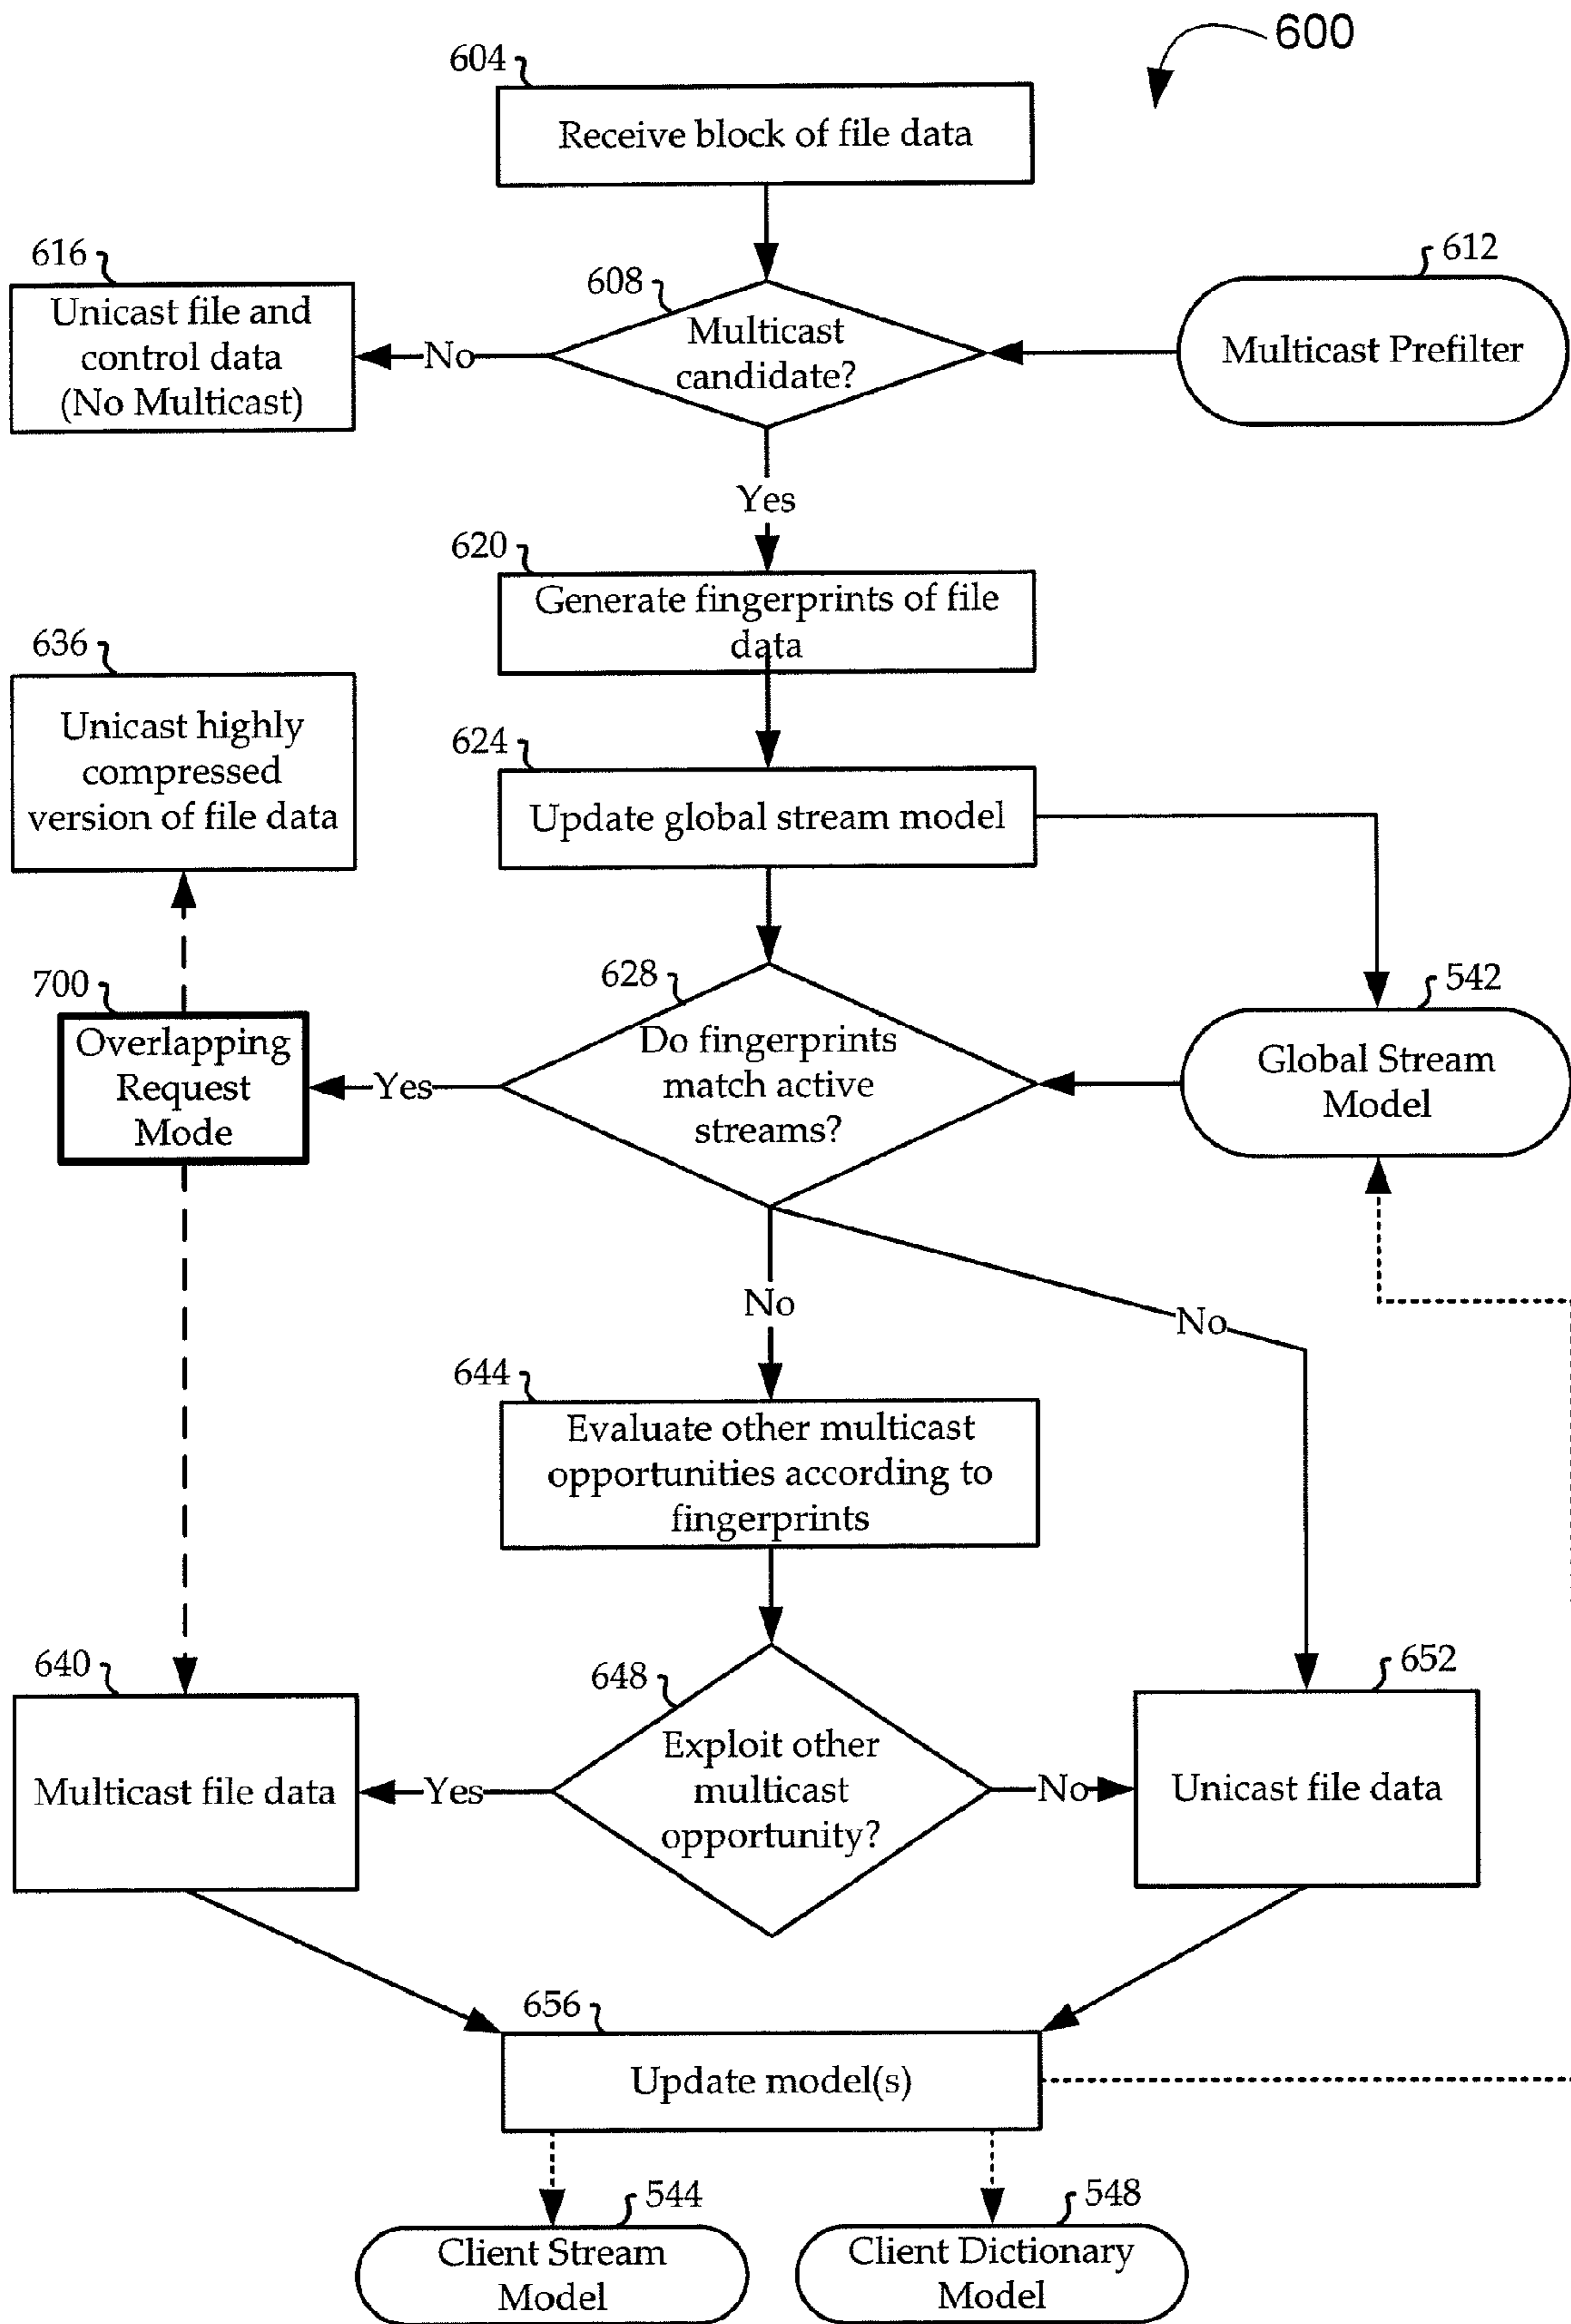 600
604
Receive block of file data
616
Unicast file and
control data
(No Multicast)
No
608
Multicast
candidate?
612
Multicast Prefilter
Yes
620
Generate fingerprints of file
data
636
Unicast highly
compressed
version of file data
624
Update global stream model
700
Overlapping
Request
Mode
Yes
628
Do fingerprints
match active
streams?
542
Global Stream
Model
No
No
644
Evaluate other multicast
opportunities according to
fingerprints
640
Multicast file data
Yes
648
Exploit other
multicast
opportunity?
No
652
Unicast file data
656
Update model(s)
544
Client Stream
Model
548
Client Dictionary
Model